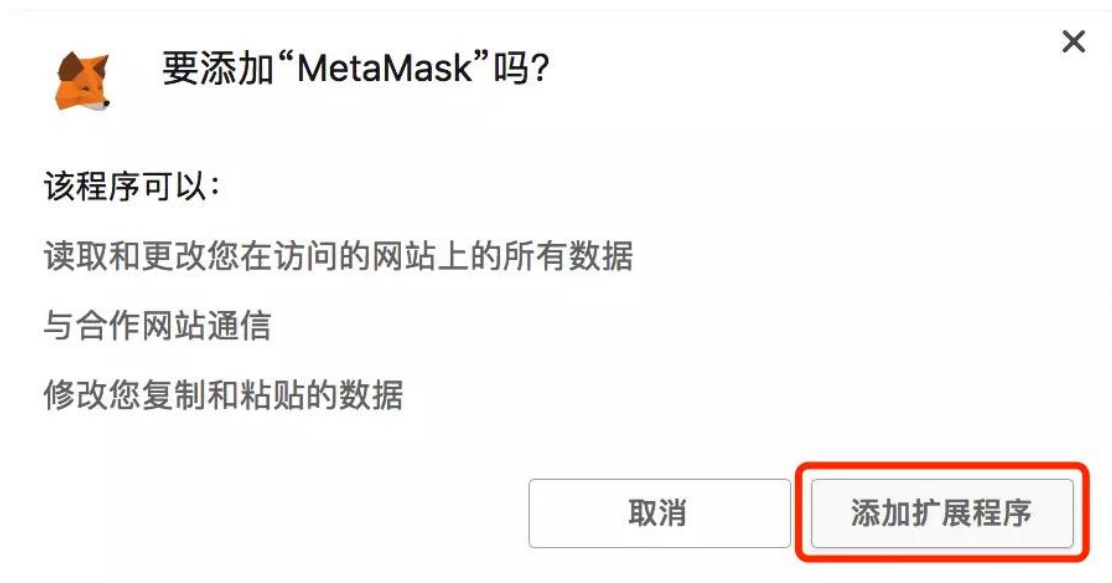 要添加“MetaMask”吗?
该程序可以：
读取和更改您在访问的网站上的所有数据
与合作网站通信
修改您复制和粘贴的数据
取消
添加扩展程序